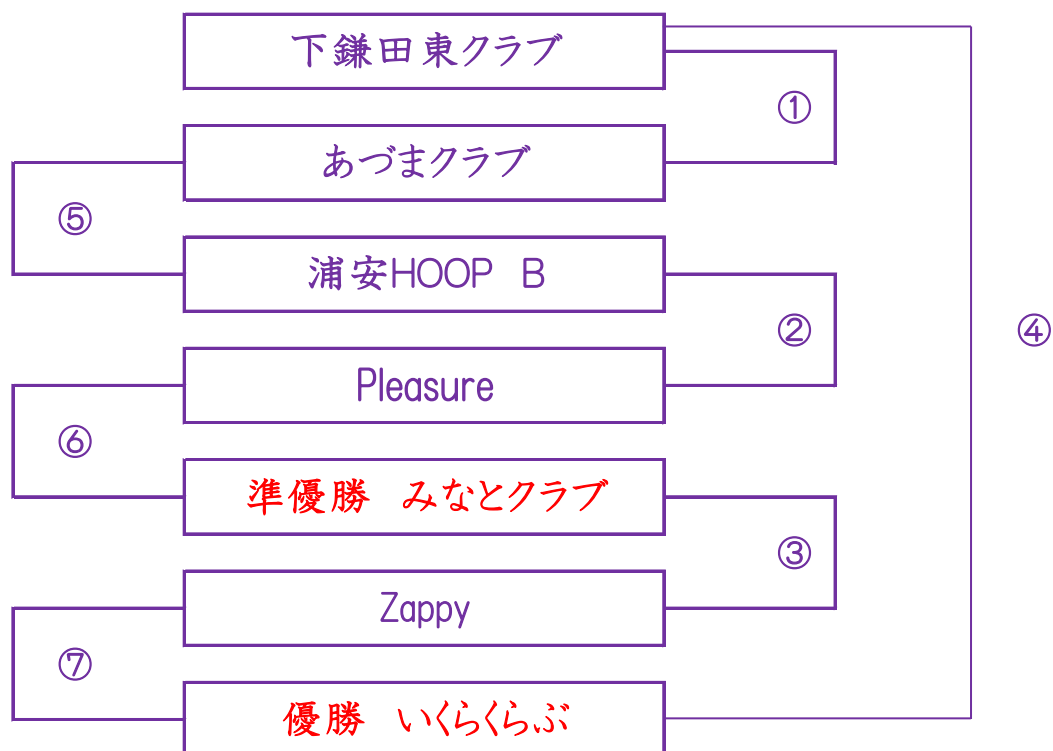 下鎌田東クラブ
①
あづまクラブ
⑤
浦安HOOP　B
②
④
Pleasure
⑥
準優勝　みなとクラブ
③
Zappy
⑦
優勝　いくらくらぶ